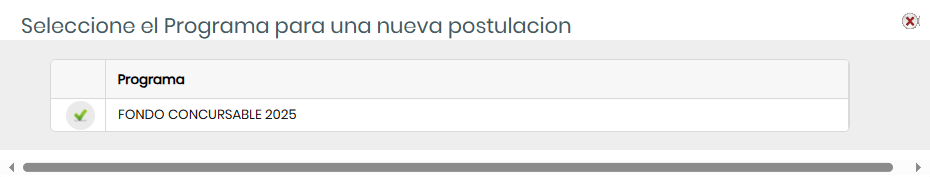 Seleccione el Programa para una nueva postulacion
Programa
FONDO CONCURSABLE 2025